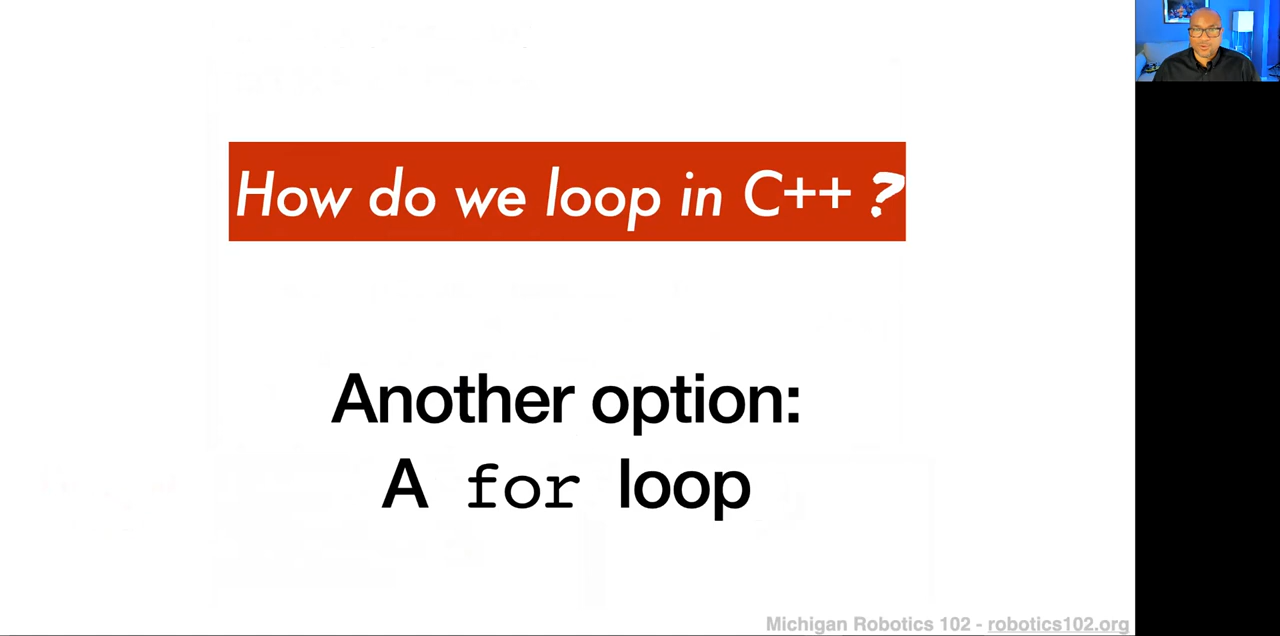 How do we loop in C++ ?
Another option:
A for loop
Michigan Robotics 102 - robotics102.org